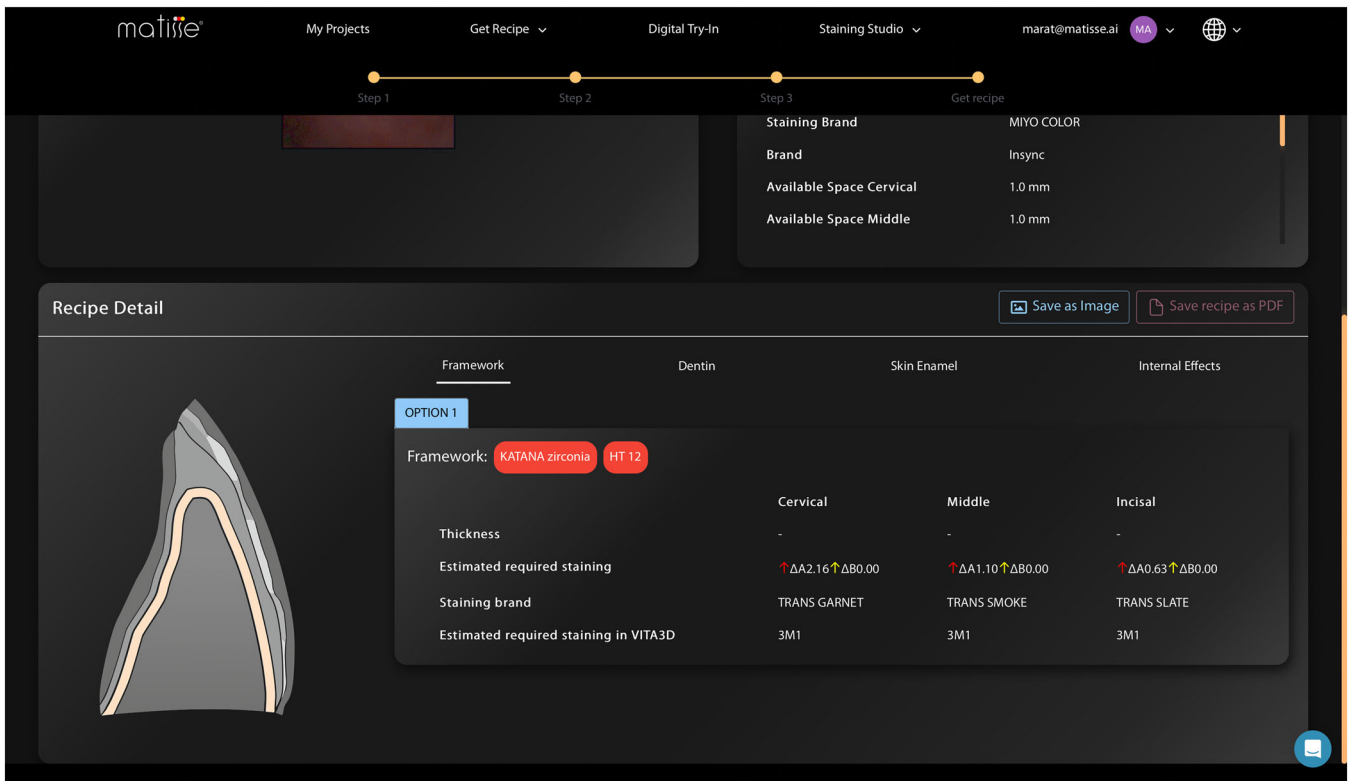 matisse®
My Projects
Get Recipe
Digital Try-In
Staining Studio
marat@matisse.ai
MA
Step 1
Step 2
Step 3
Get recipe
Staining Brand MIYO COLOR
Brand Insync
Available Space Cervical 1.0 mm
Available Space Middle 1.0 mm
Recipe Detail
Save as Image
Save recipe as PDF
Framework Dentin Skin Enamel Internal Effects
OPTION 1
Framework: KATANA zirconia HT 12
Cervical Middle Incisal
Thickness - - -
Estimated required staining ↑ΔA2.16↑ΔB0.00 ↑ΔA1.10↑ΔB0.00 ↑ΔA0.63↑ΔB0.00
Staining brand TRANS GARNET TRANS SMOKE TRANS SLATE
Estimated required staining in VITA3D 3M1 3M1 3M1